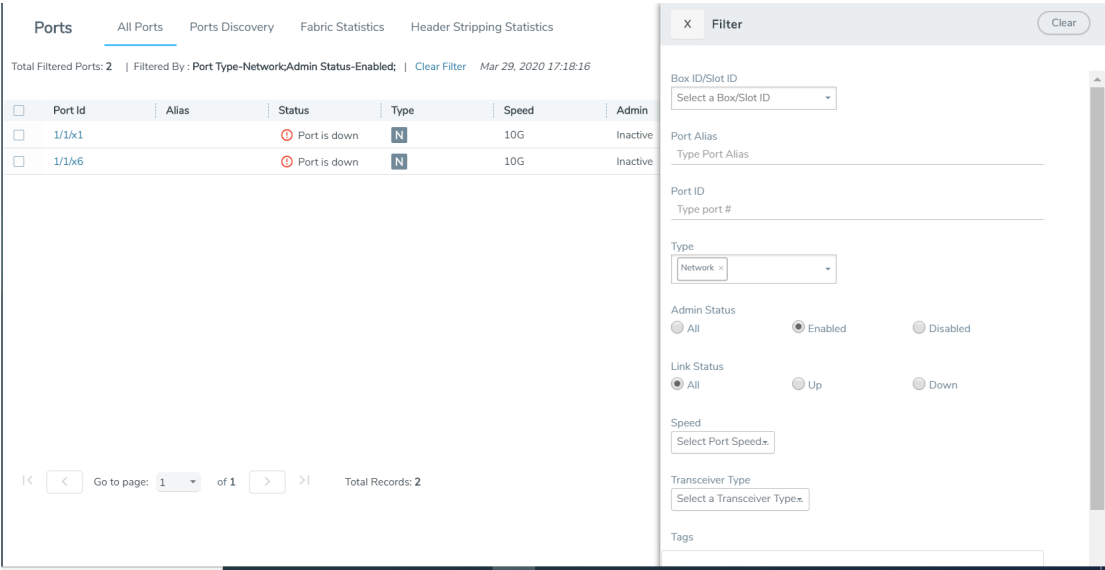 Ports All Ports Ports Discovery Fabric Statistics Header Stripping Statistics
Total Filtered Ports: 2 | Filtered By : Port Type-Network;Admin Status-Enabled; | Clear Filter Mar 29, 2020 17:18:16
Port Id Alias Status Type Speed Admin
1/1/x1 Port is down N 10G Inactive
1/1/x6 Port is down N 10G Inactive
Go to page: 1 of 1 Total Records: 2
X Filter Clear
Box ID/Slot ID
Select a Box/Slot ID
Port Alias
Type Port Alias
Port ID
Type port #
Type
Network ×
Admin Status
All Enabled Disabled
Link Status
All Up Down
Speed
Select Port Speed..
Transceiver Type
Select a Transceiver Type..
Tags